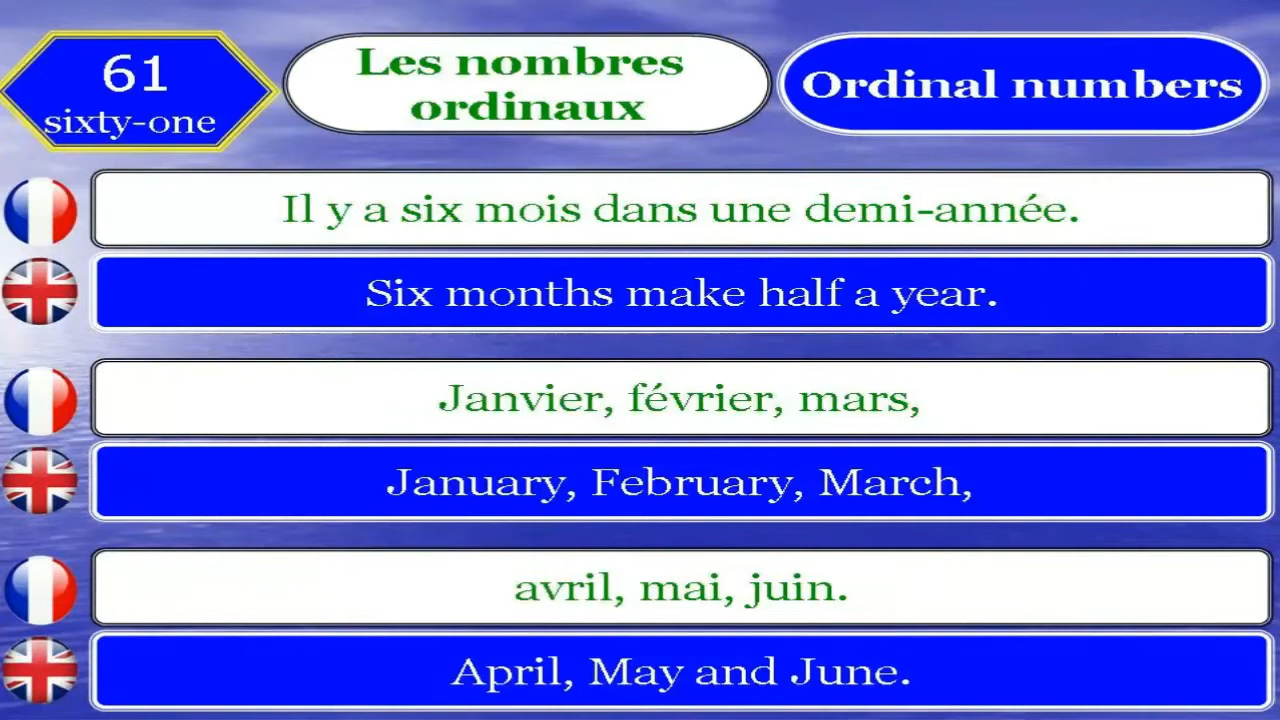 61
sixty-one
Les nombres
ordinaux
Ordinal numbers
Il y a six mois dans une demi-année.
Six months make half a year.
Janvier, février, mars,
January, February, March,
avril, mai, juin.
April, May and June.